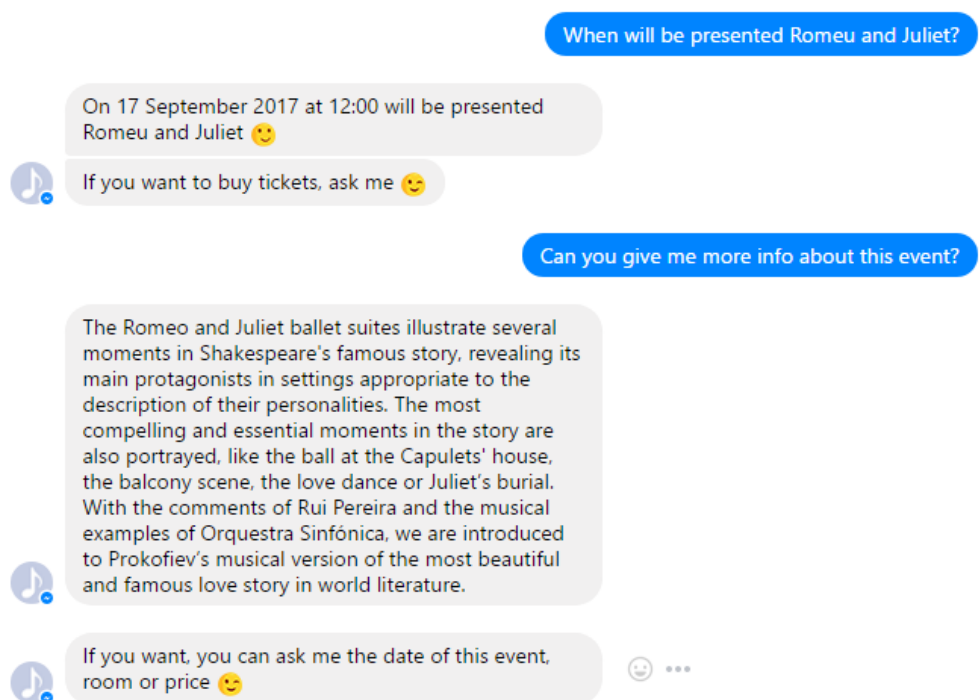 When will be presented Romeu and Juliet?
On 17 September 2017 at 12:00 will be presented
Romeu and Juliet 🙂
If you want to buy tickets, ask me 😉
Can you give me more info about this event?
The Romeo and Juliet ballet suites illustrate several
moments in Shakespeare's famous story, revealing its
main protagonists in settings appropriate to the
description of their personalities. The most
compelling and essential moments in the story are
also portrayed, like the ball at the Capulets' house,
the balcony scene, the love dance or Juliet’s burial.
With the comments of Rui Pereira and the musical
examples of Orquestra Sinfónica, we are introduced
to Prokofiev’s musical version of the most beautiful
and famous love story in world literature.
If you want, you can ask me the date of this event,
room or price 😉